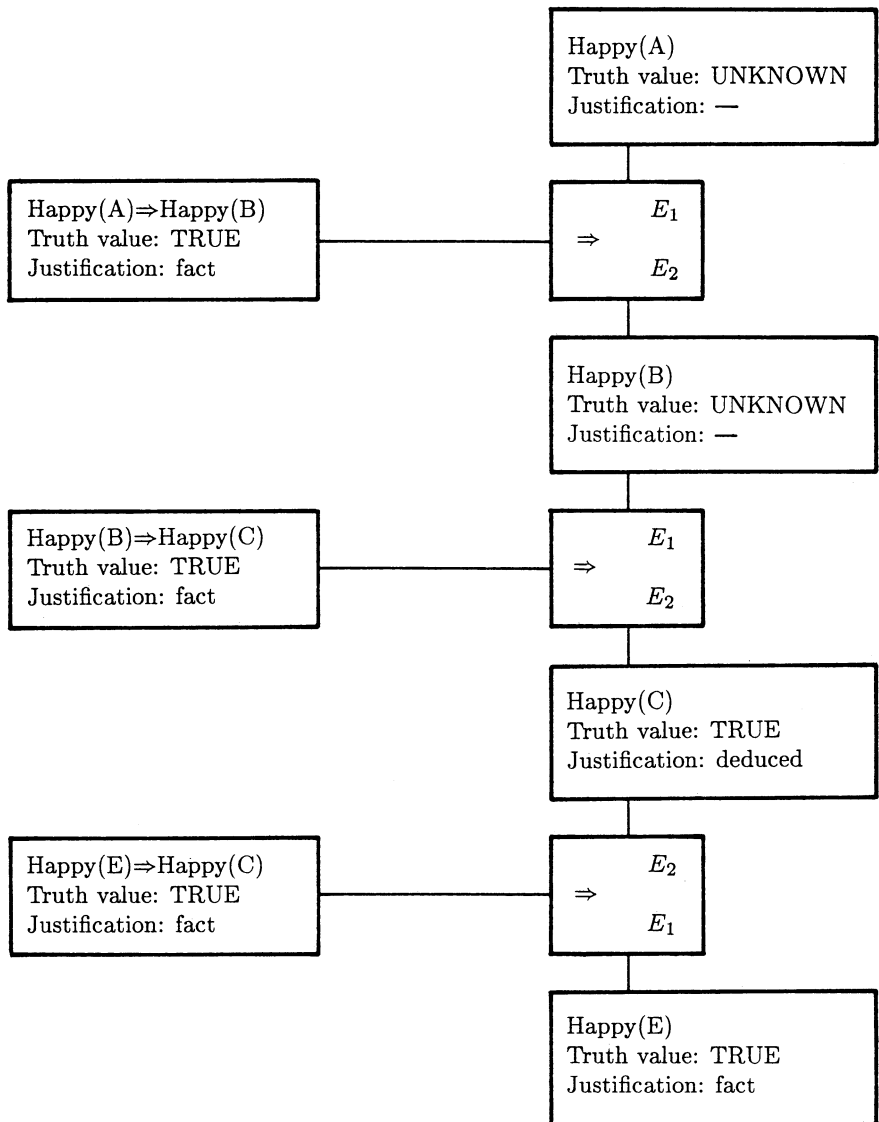 Happy(A)
Truth value: UNKNOWN
Justification: —
Happy(A)⇒Happy(B)
Truth value: TRUE
Justification: fact
E₁
⇒
E₂
Happy(B)
Truth value: UNKNOWN
Justification: —
Happy(B)⇒Happy(C)
Truth value: TRUE
Justification: fact
E₁
⇒
E₂
Happy(C)
Truth value: TRUE
Justification: deduced
Happy(E)⇒Happy(C)
Truth value: TRUE
Justification: fact
E₂
⇒
E₁
Happy(E)
Truth value: TRUE
Justification: fact